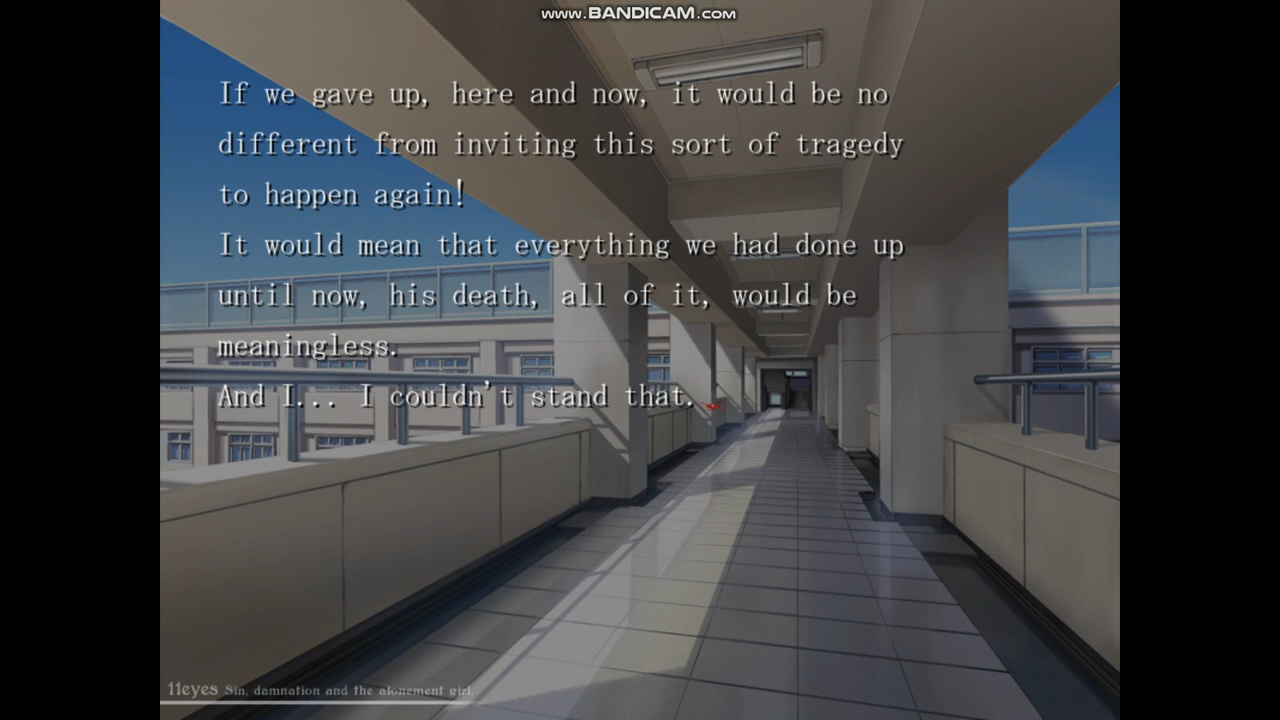 www.BANDICAM.com
If we gave up, here and now, it would be no
different from inviting this sort of tragedy
to happen again!
It would mean that everything we had done up
until now, his death, all of it, would be
meaningless.
And I... I couldn't stand that.
11eyes Sin, damnation and the atonement girl.